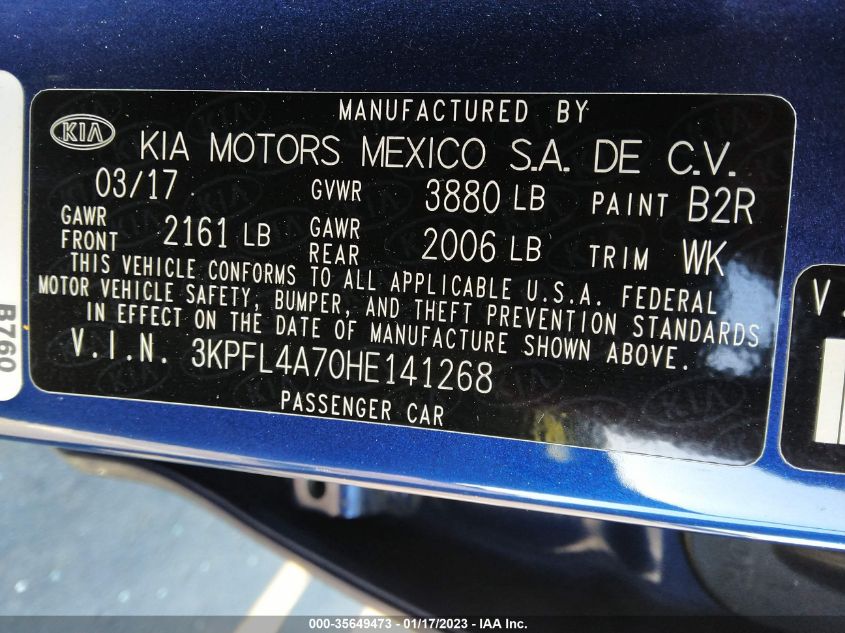 MANUFACTURED BY
KIA KIA MOTORS MEXICO S.A. DE C.V.
03/17 GVWR 3880 LB PAINT B2R
GAWR FRONT 2161 LB GAWR REAR 2006 LB TRIM WK
THIS VEHICLE CONFORMS TO ALL APPLICABLE U.S.A. FEDERAL
MOTOR VEHICLE SAFETY, BUMPER, AND THEFT PREVENTION STANDARDS
IN EFFECT ON THE DATE OF MANUFACTURE SHOWN ABOVE.
V.I.N. 3KPFL4A70HE141268
PASSENGER CAR
B760
V.
000-35649473 - 01/17/2023 - IAA Inc.